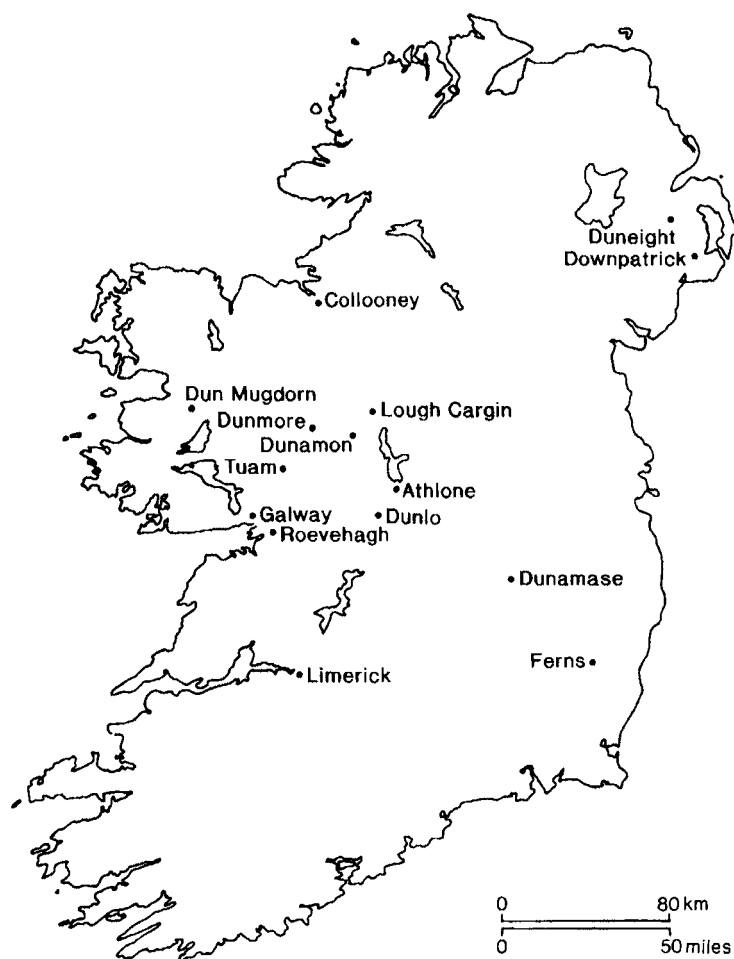 Duneight
Downpatrick
Collooney
Dun Mugdorn
Lough Cargin
Dunmore
Dunamon
Tuam
Athlone
Galway
Dunlo
Roevehagh
Dunamase
Ferns
Limerick
0 80 km
0 50 miles